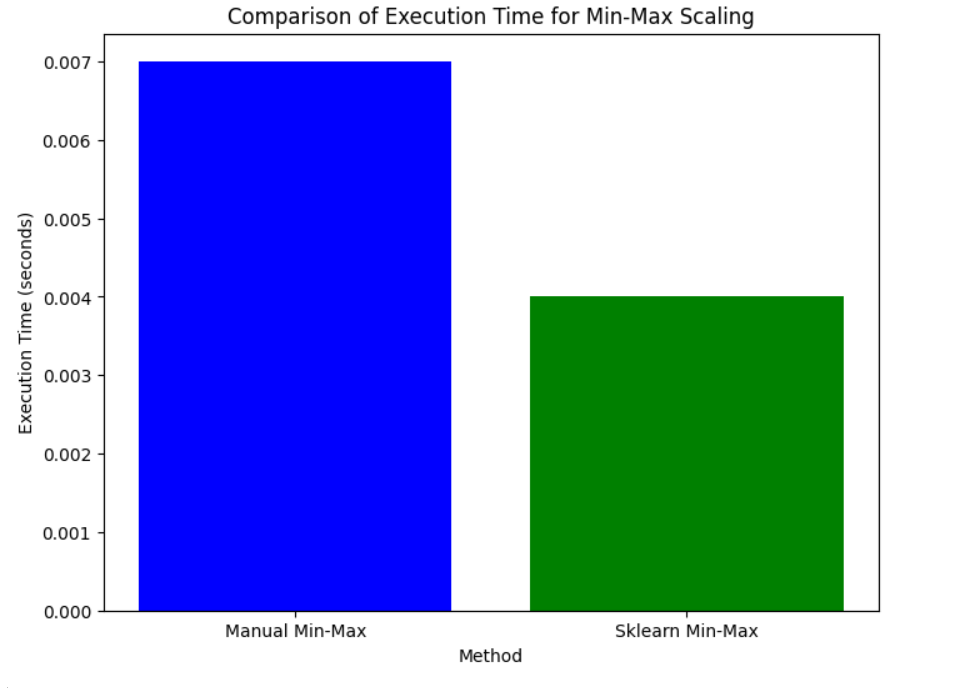 Comparison of Execution Time for Min-Max Scaling
0.007
0.006
0.005
0.004
0.003
0.002
0.001
0.000
Execution Time (seconds)
Manual Min-Max
Sklearn Min-Max
Method